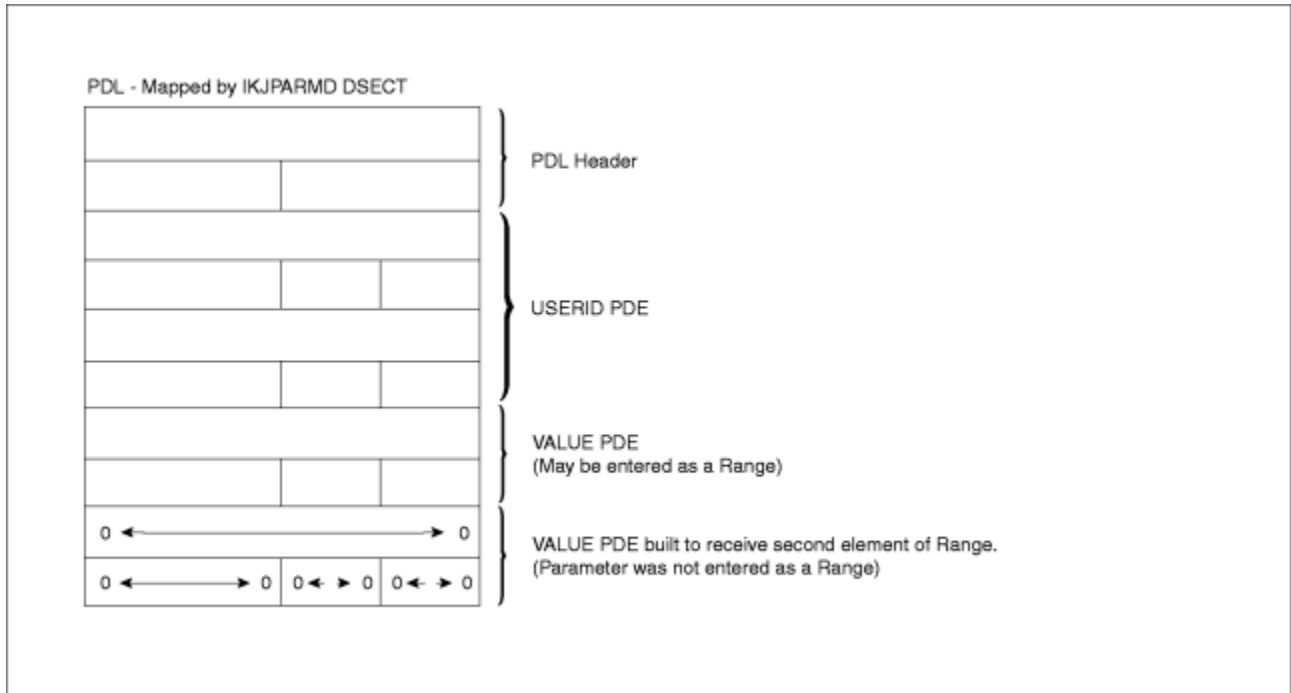 PDL - Mapped by IKJPARMD DSECT
PDL Header
USERID PDE
VALUE PDE
(May be entered as a Range)
0 0
VALUE PDE built to receive second element of Range.
(Parameter was not entered as a Range)
0 0 0 0 0 0